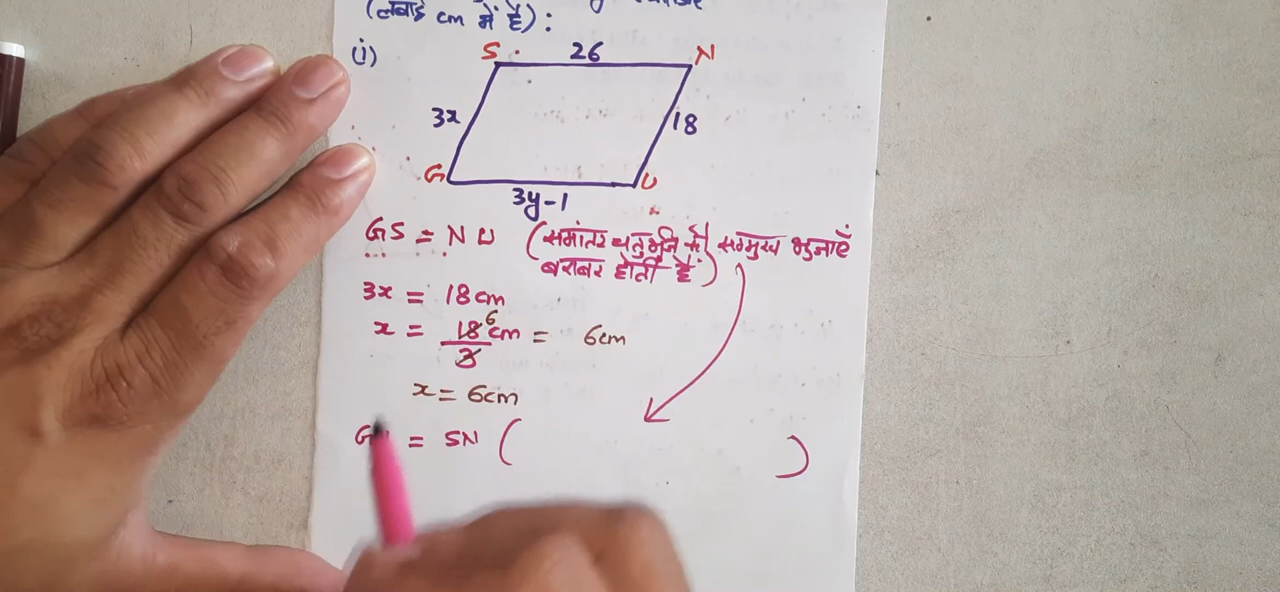 (लंबाई cm में है):
(i)
S 26 N
3x 18
G U
3y-1
GS = NU (समांतर चतुर्भुज की सम्मुख भुजाएँ
बराबर होती हैं)
3x = 18cm
x = 18 6 cm = 6cm
3
x = 6cm
= SN ( )